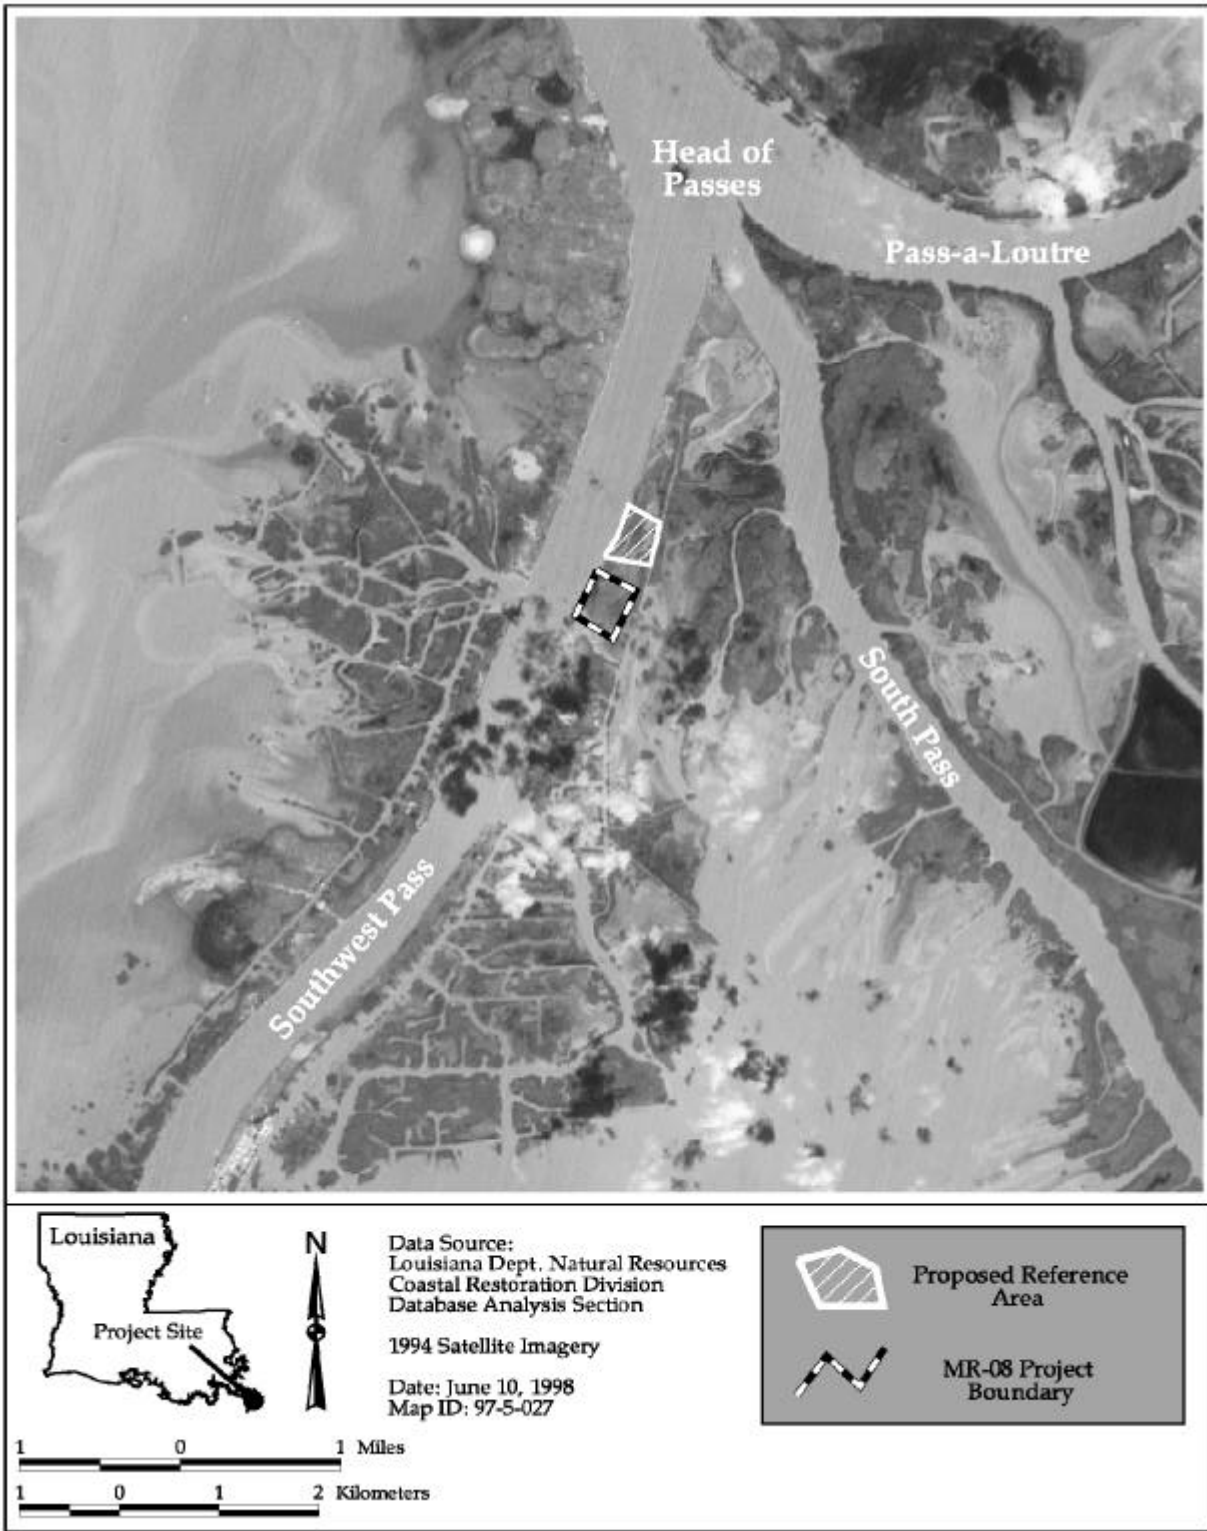 Head of
Passes
Pass-a-Loutre
South Pass
Southwest Pass
Louisiana
Project Site
N
Data Source:
Louisiana Dept. Natural Resources
Coastal Restoration Division
Database Analysis Section
1994 Satellite Imagery
Date: June 10, 1998
Map ID: 97-5-027
Proposed Reference
Area
MR-08 Project
Boundary
1 0 1 Miles
1 0 1 2 Kilometers